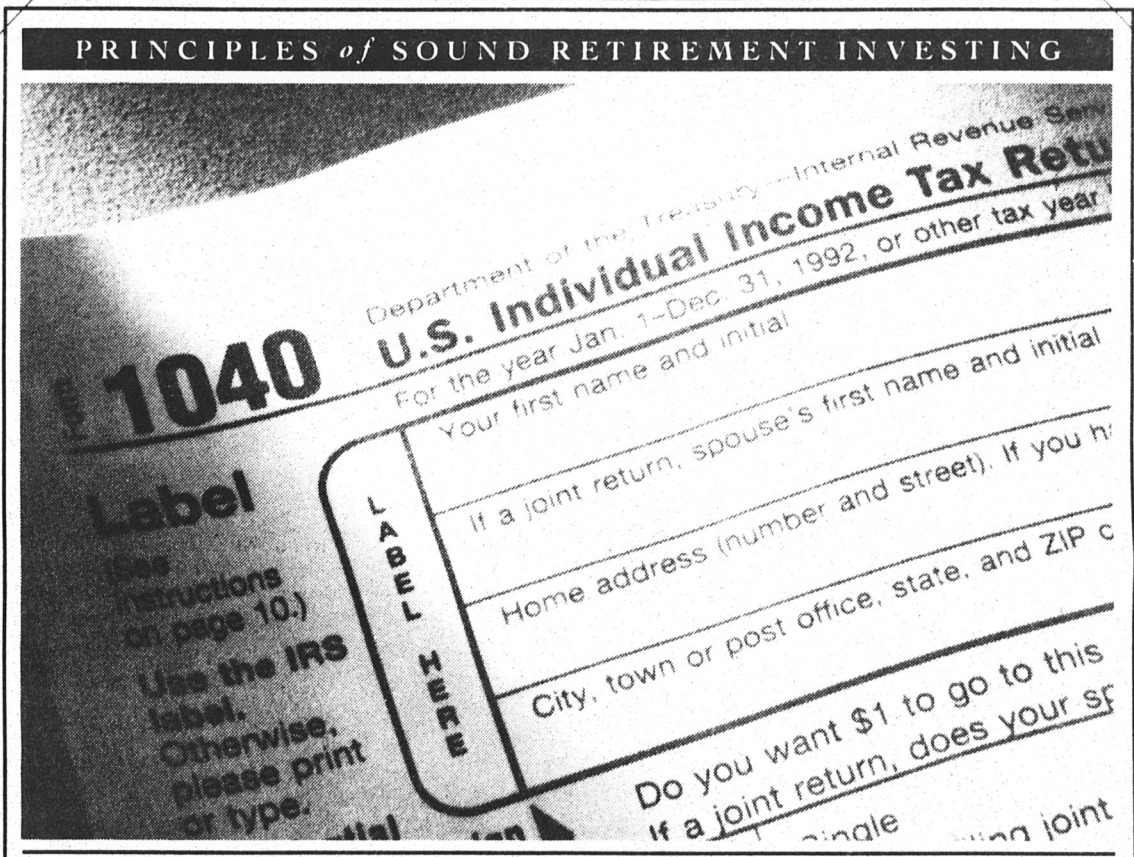 PRINCIPLES of SOUND RETIREMENT INVESTING
Department of the Treasury—Internal Revenue
U.S. Individual Income Tax
For the year Jan. 1–Dec. 31, 1992, or other tax year
Form 1040
Your first name and initial
If a joint return, spouse's first name and initial
Home address (number and street). If you
City, town or post office, state, and ZIP
Label
(See
instructions
on page 10.)
Use the IRS
label.
Otherwise,
please print
or type.
LABEL HERE
Do you want $1 to go to this
If a joint return, does your
Single
joint